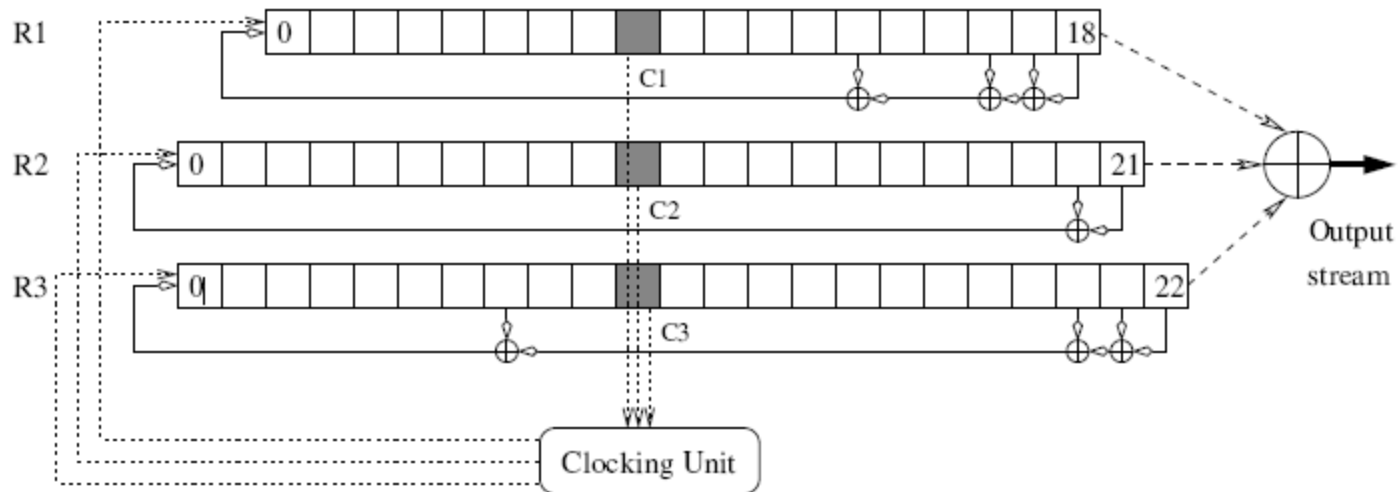 R1 0 18
C1
R2 0 21
C2
Output
stream
R3 0 22
C3
Clocking Unit